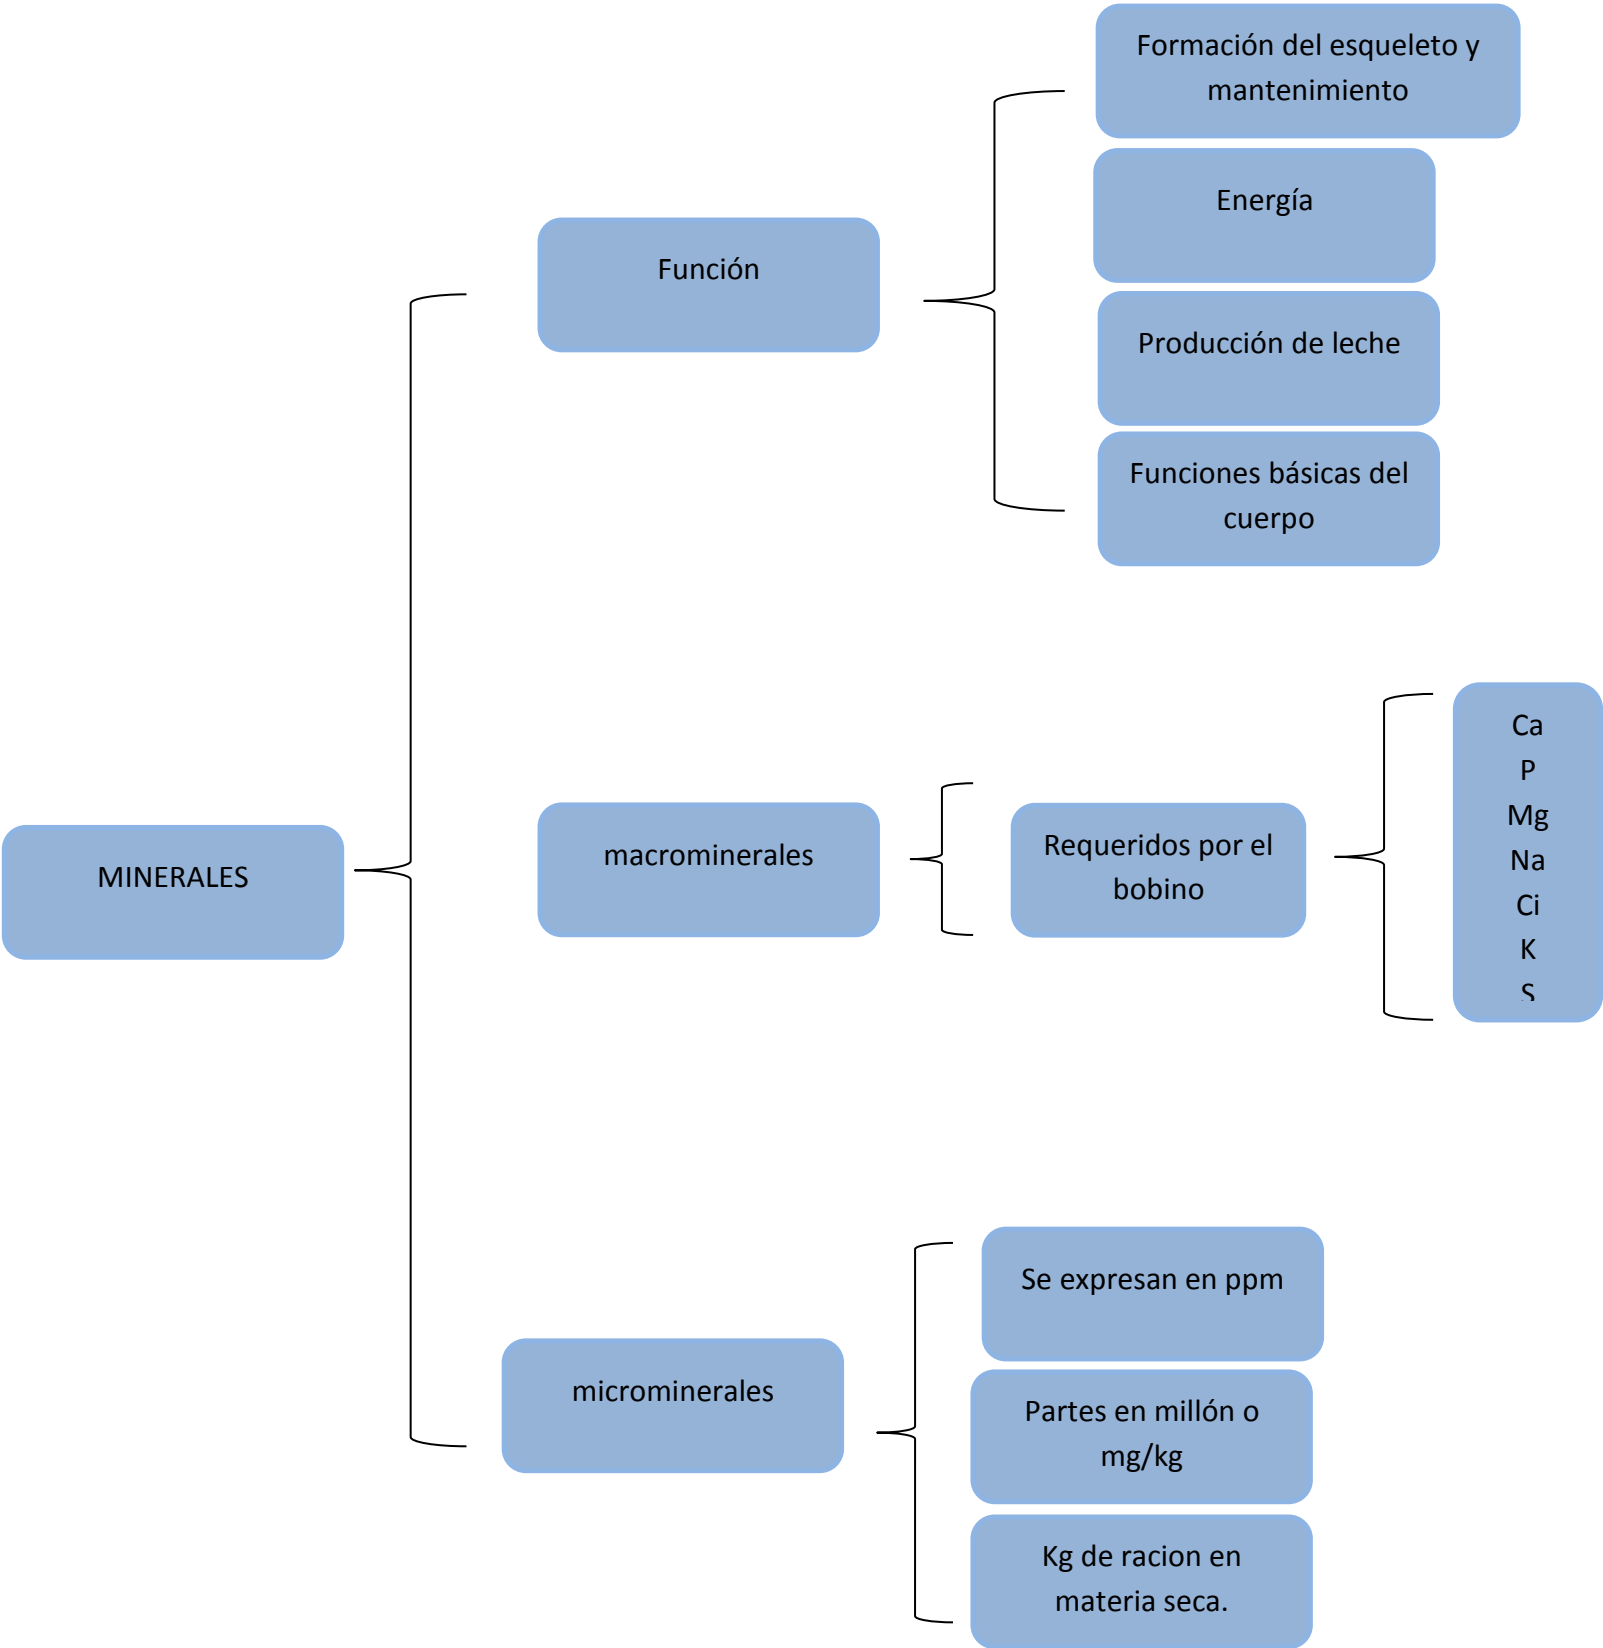 Formación del esqueleto y
mantenimiento
Energía
Función
Producción de leche
Funciones básicas del
cuerpo
MINERALES
macrominerales
Requeridos por el
bobino
Ca
P
Mg
Na
Ci
K
S
Se expresan en ppm
microminerales
Partes en millón o
mg/kg
Kg de racion en
materia seca.